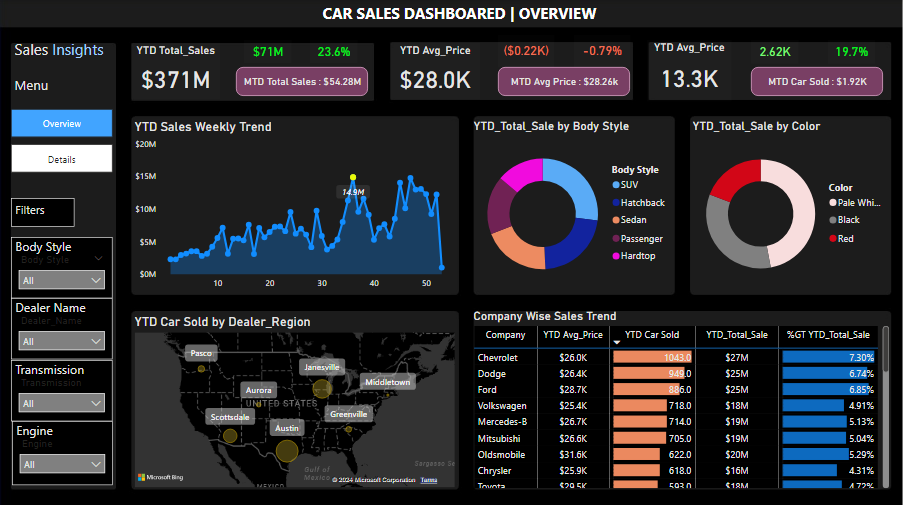 CAR SALES DASHBOARED | OVERVIEW
Sales Insights
Menu
Overview
Details
Filters
Body Style
Body Style
All
Dealer Name
Dealer_Name
All
Transmission
Transmission
All
Engine
Engine
All
YTD Total_Sales
$71M
23.6%
$371M
MTD Total Sales : $54.28M
YTD Avg_Price
($0.22K)
-0.79%
$28.0K
MTD Avg Price : $28.26k
YTD Avg_Price
2.62K
19.7%
13.3K
MTD Car Sold : $1.92K
YTD Sales Weekly Trend
$20M
$15M
$10M
$5M
$0M
14.9M
10 20 30 40 50
YTD_Total_Sale by Body Style
Body Style
SUV
Hatchback
Sedan
Passenger
Hardtop
YTD_Total_Sale by Color
Color
Pale Whi...
Black
Red
YTD Car Sold by Dealer_Region
Pasco
Janesville
Aurora
Middletown
UNITED STATES
Scottsdale
Greenville
Austin
Gulf of
Mexico
Sargasso Se
MEXICO
Microsoft Bing
© 2024 Microsoft Corporation Terms
Company Wise Sales Trend
Company YTD Avg_Price YTD Car Sold YTD_Total_Sale %GT YTD_Total_Sale
Chevrolet $26.0K 1043.0 $27M 7.30%
Dodge $26.4K 949.0 $25M 6.74%
Ford $28.7K 886.0 $25M 6.85%
Volkswagen $25.4K 718.0 $18M 4.91%
Mercedes-B $26.7K 714.0 $19M 5.13%
Mitsubishi $26.6K 705.0 $19M 5.04%
Oldsmobile $31.6K 622.0 $20M 5.29%
Chrysler $25.9K 618.0 $16M 4.31%
Toyota $29.5K 593.0 $18M 4.72%